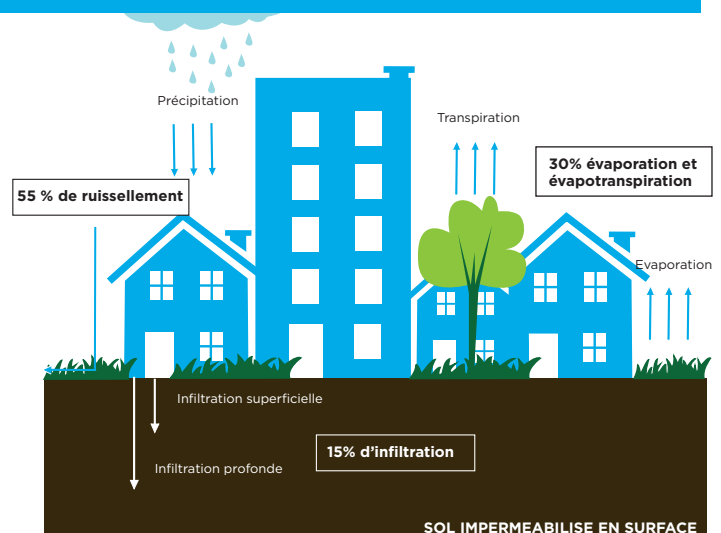 Précipitation
Transpiration
30% évaporation et
évapotranspiration
55 % de ruissellement
Evaporation
Infiltration superficielle
15% d'infiltration
Infiltration profonde
SOL IMPERMEABILISE EN SURFACE